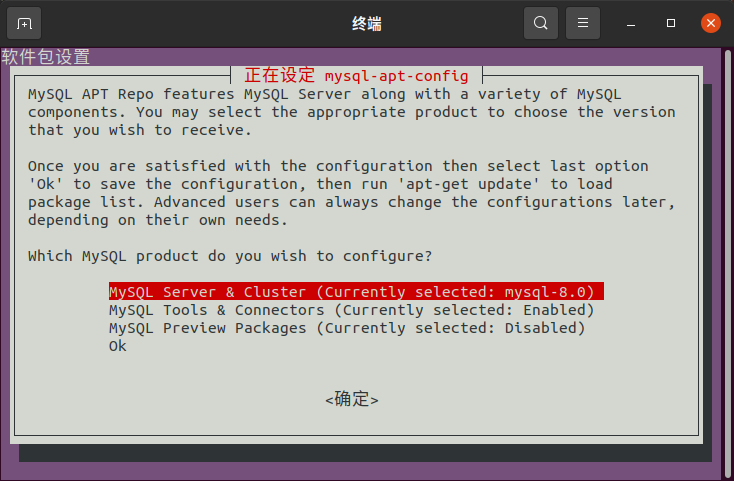 终端
软件包设置
正在设定 mysql-apt-config
MySQL APT Repo features MySQL Server along with a variety of MySQL
components. You may select the appropriate product to choose the version
that you wish to receive.
Once you are satisfied with the configuration then select last option
'Ok' to save the configuration, then run 'apt-get update' to load
package list. Advanced users can always change the configurations later,
depending on their own needs.
Which MySQL product do you wish to configure?
MySQL Server & Cluster (Currently selected: mysql-8.0)
MySQL Tools & Connectors (Currently selected: Enabled)
MySQL Preview Packages (Currently selected: Disabled)
Ok
<确定>